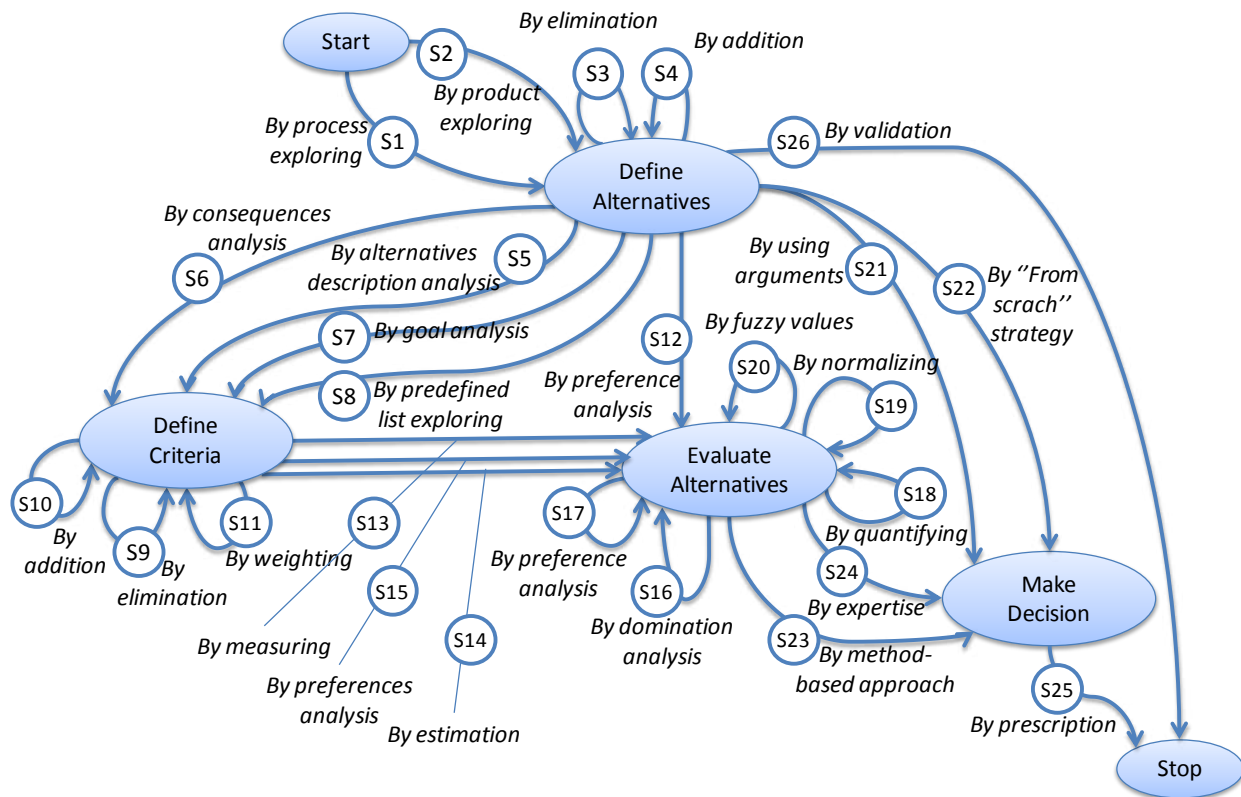 Start
S2
By elimination
S3
By addition
S4
By product
exploring
By process
exploring
S1
Define
Alternatives
S26
By validation
By consequences
analysis
S6
By alternatives
description analysis
S5
By using
arguments
S21
S22
By ‘’From
scrach’’
strategy
S7
By goal analysis
S8
By predefined
list exploring
S12
By preference
analysis
By fuzzy values
S20
By normalizing
S19
Define
Criteria
Evaluate
Alternatives
S10
By
addition
S9
By
elimination
S11
By weighting
S13
By measuring
S15
By preferences
analysis
S14
By estimation
S17
By preference
analysis
S16
By domination
analysis
S18
By quantifying
S24
By expertise
S23
By method-
based approach
Make
Decision
S25
By prescription
Stop